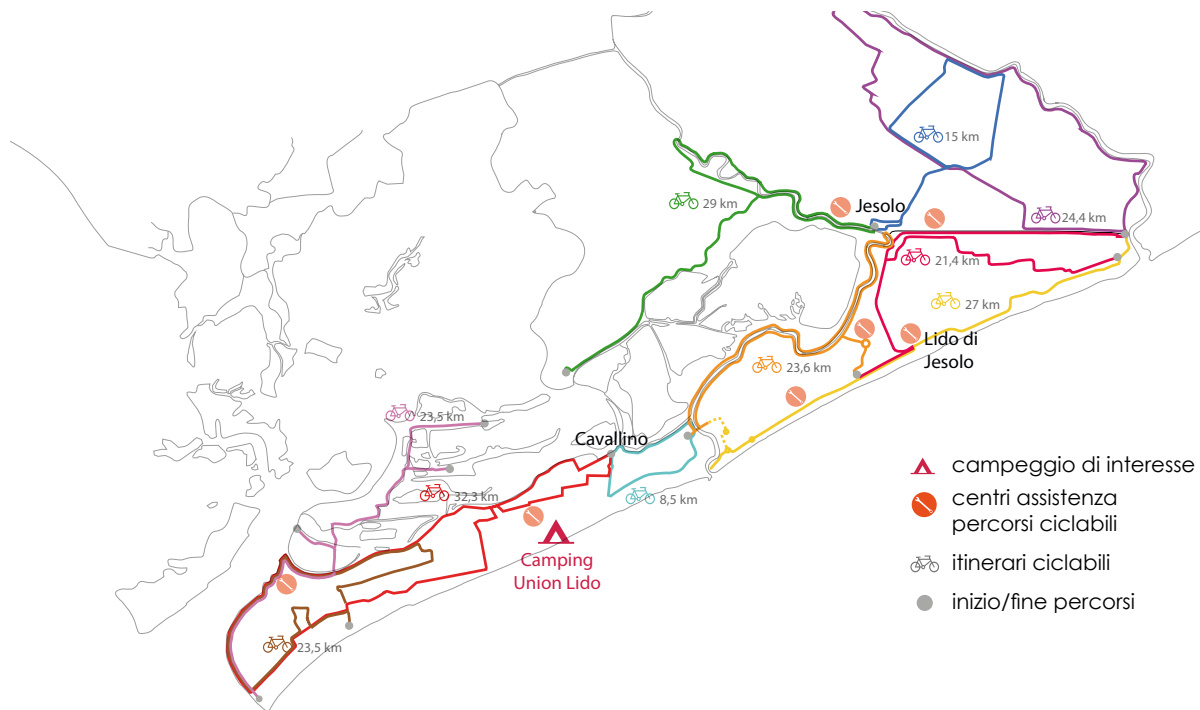 15 km
Jesolo
29 km
24,4 km
21,4 km
27 km
Lido di
Jesolo
23,6 km
23,5 km
Cavallino
32,3 km
8,5 km
Camping
Union Lido
23,5 km
campeggio di interesse
centri assistenza
percorsi ciclabili
itinerari ciclabili
inizio/fine percorsi